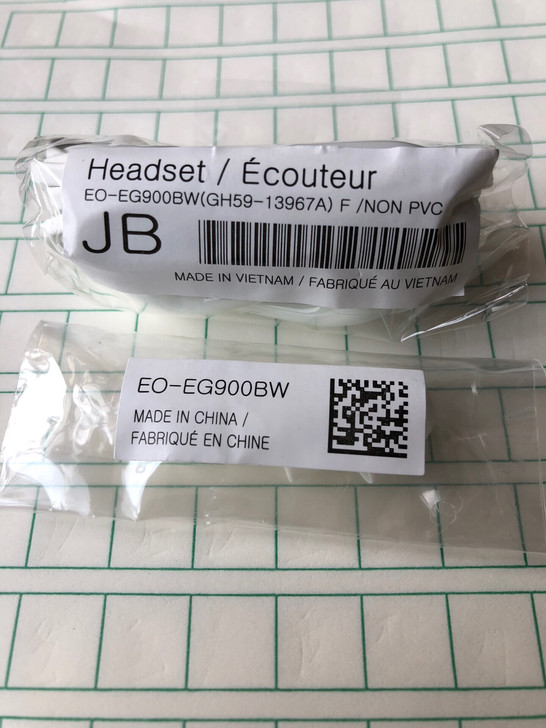 Headset / Écouteur
EO-EG900BW(GH59-13967A) F /NON PVC
JB
MADE IN VIETNAM / FABRIQUÉ AU VIETNAM
EO-EG900BW
MADE IN CHINA /
FABRIQUÉ EN CHINE